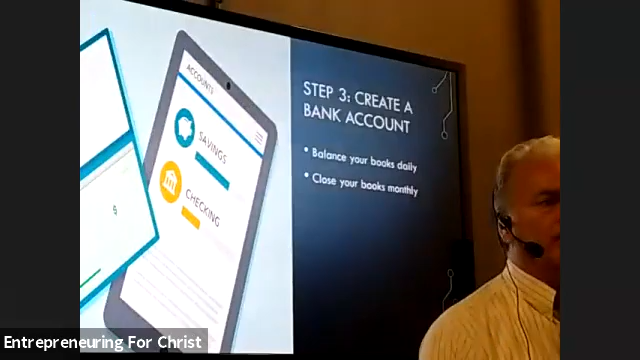 ACCOUNTS
SAVINGS
CHECKING
$
STEP 3: CREATE A
BANK ACCOUNT
• Balance your books daily
• Close your books monthly
Entrepreneuring For Christ